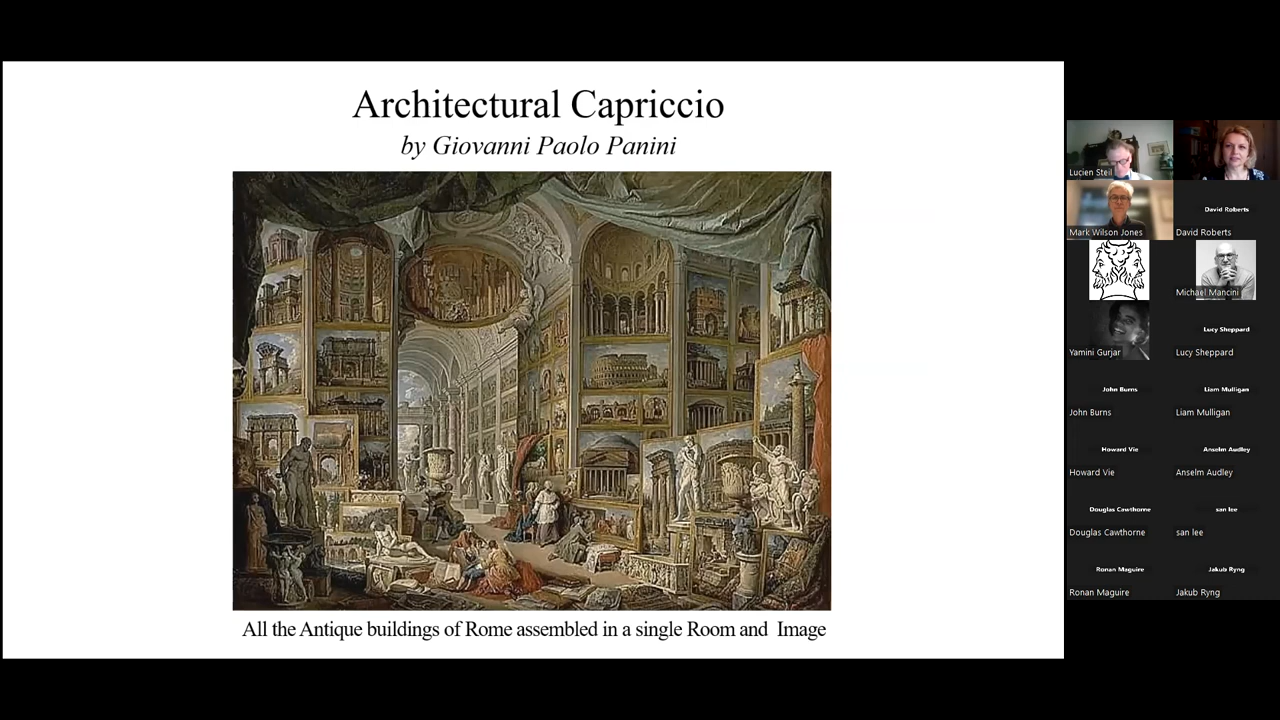 Architectural Capriccio
by Giovanni Paolo Panini
All the Antique buildings of Rome assembled in a single Room and Image
Lucien Steil
Mark Wilson Jones
David Roberts
David Roberts
Michael Mancini
Yamini Gurjar
Lucy Sheppard
Lucy Sheppard
John Burns
John Burns
Liam Mulligan
Liam Mulligan
Howard Vie
Howard Vie
Anselm Audley
Anselm Audley
Douglas Cawthorne
Douglas Cawthorne
san lee
san lee
Ronan Maguire
Ronan Maguire
Jakub Ryng
Jakub Ryng